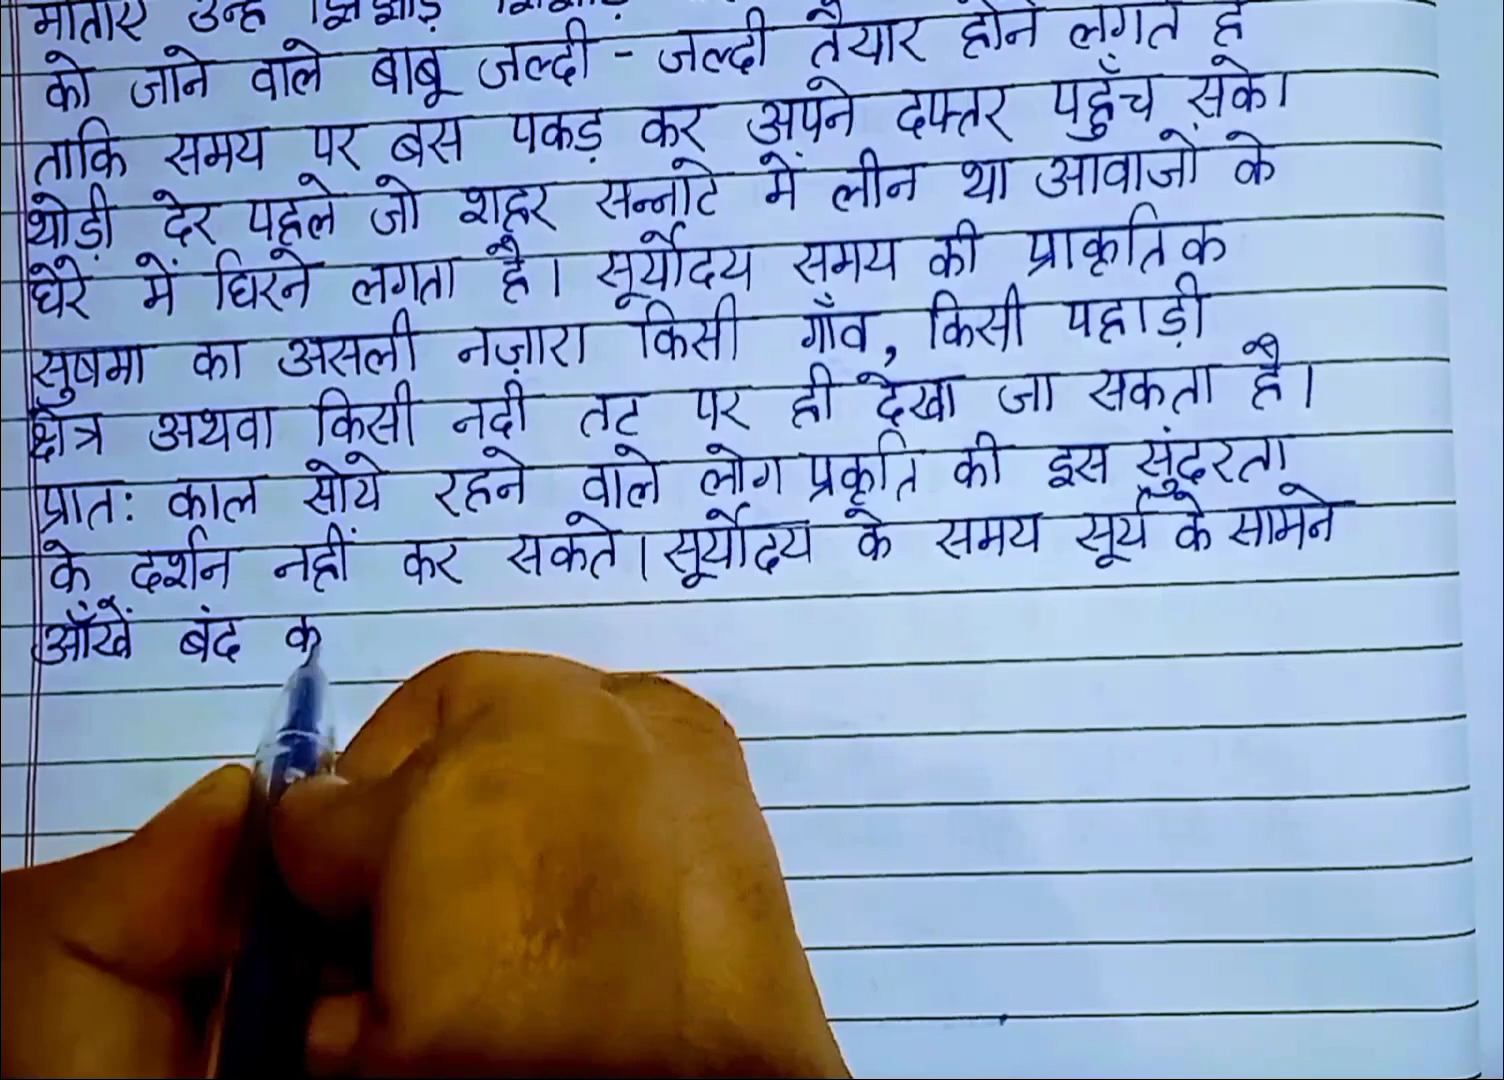 माताएँ उन्हें झिंझोड़
को जाने वाले बाबू जल्दी - जल्दी तैयार होने लगते हैं
ताकि समय पर बस पकड़ कर अपने दफ्तर पहुँच सके।
थोड़ी देर पहले जो शहर सन्नाटे में लीन था आवाजों के
घेरे में घिरने लगता है। सूर्योदय समय की प्राकृतिक
सुषमा का असली नज़ारा किसी गाँव, किसी पहाड़ी
क्षेत्र अथवा किसी नदी तट पर ही देखा जा सकता है।
प्रातः काल सोये रहने वाले लोग प्रकृति की इस सुंदरता
के दर्शन नहीं कर सकते। सूर्योदय के समय सूर्य के सामने
आँखें बंद क